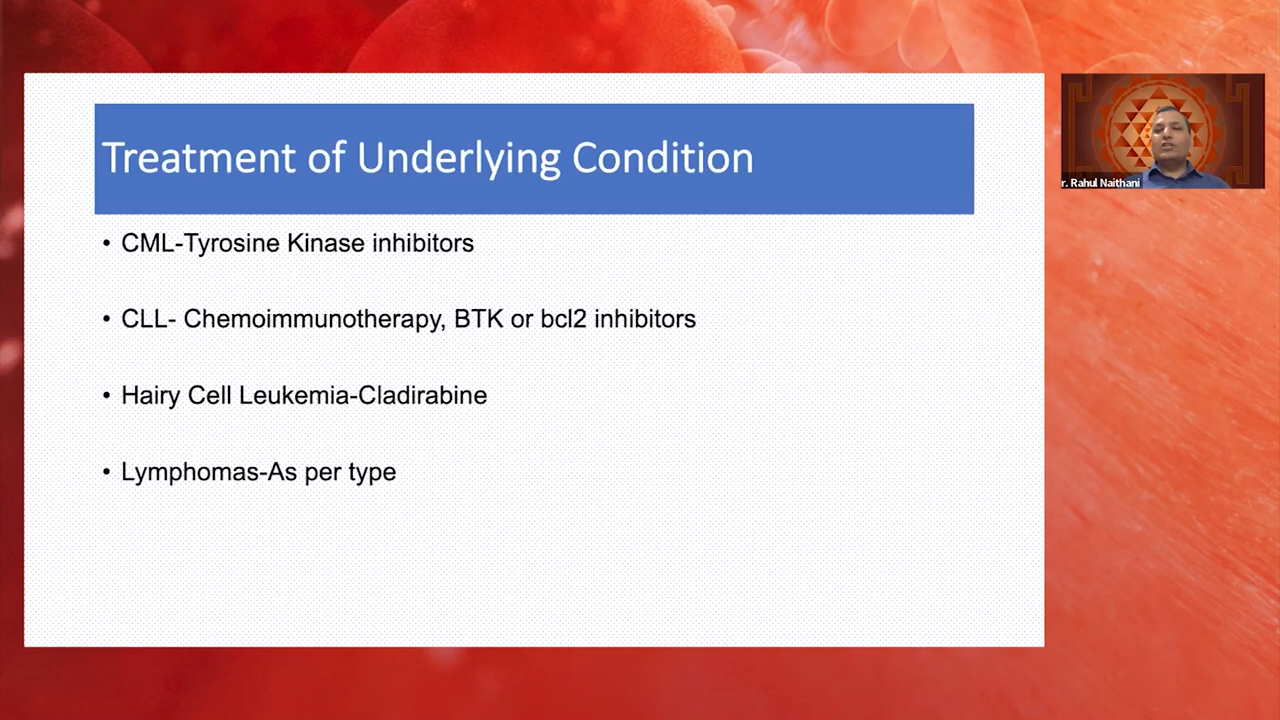 Treatment of Underlying Condition
• CML-Tyrosine Kinase inhibitors
• CLL- Chemoimmunotherapy, BTK or bcl2 inhibitors
• Hairy Cell Leukemia-Cladirabine
• Lymphomas-As per type
r. Rahul Naithani